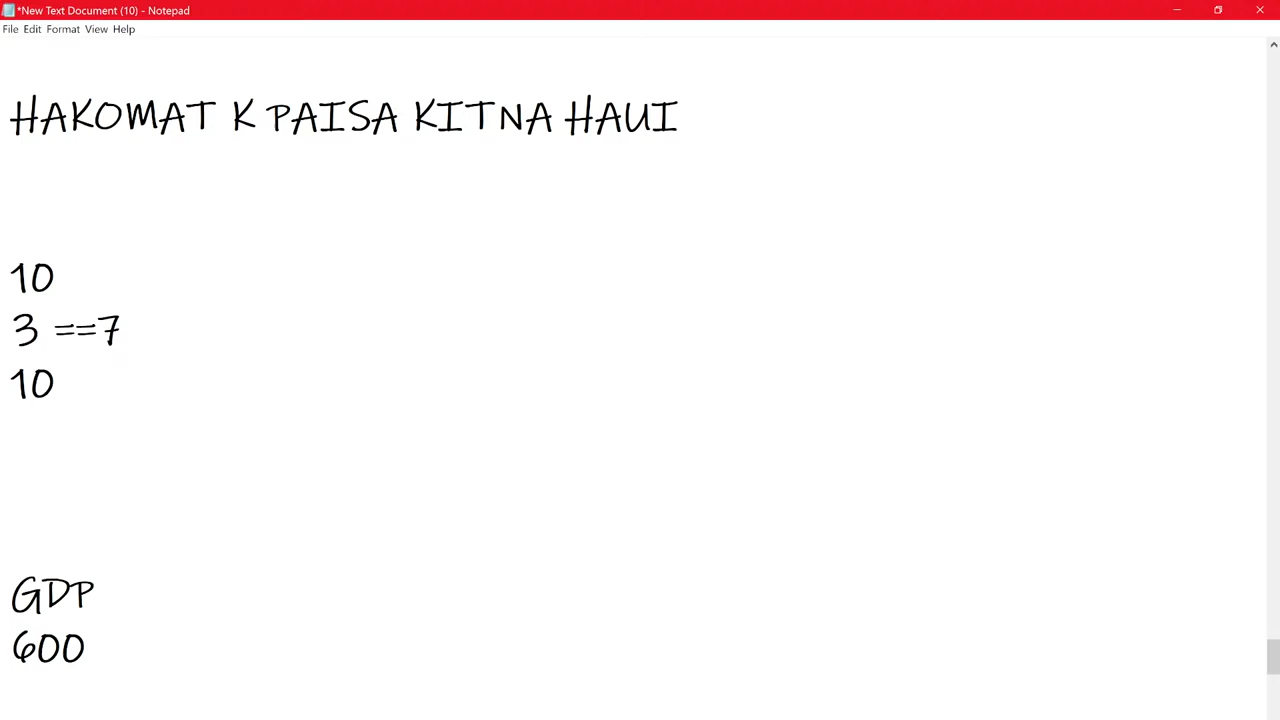 *New Text Document (10) - Notepad
File Edit Format View Help
HAKOMAT K PAISA KITNA HAUI
10
3 ==7
10
GDP
600